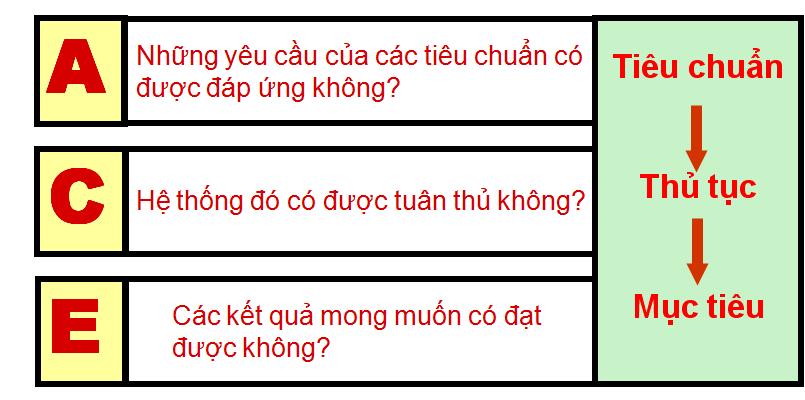 A
Những yêu cầu của các tiêu chuẩn có
được đáp ứng không?
Tiêu chuẩn
C
Hệ thống đó có được tuân thủ không?
Thủ tục
E
Các kết quả mong muốn có đạt
được không?
Mục tiêu